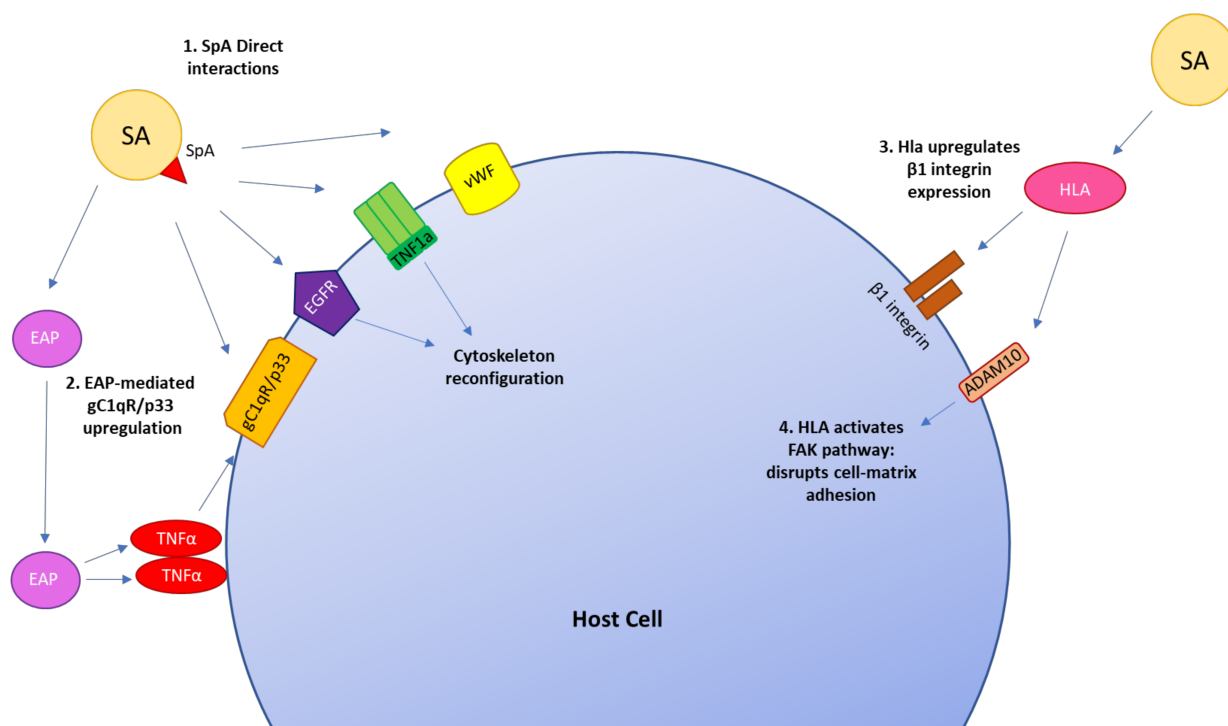 1. SpA Direct
interactions
SA
SpA
vWF
TNF1a
EGFR
gC1qR/p33
Cytoskeleton
reconfiguration
EAP
2. EAP-mediated
gC1qR/p33
upregulation
EAP
TNFα
TNFα
Host Cell
SA
3. Hla upregulates
β1 integrin
expression
HLA
β1 integrin
ADAM10
4. HLA activates
FAK pathway:
disrupts cell-matrix
adhesion